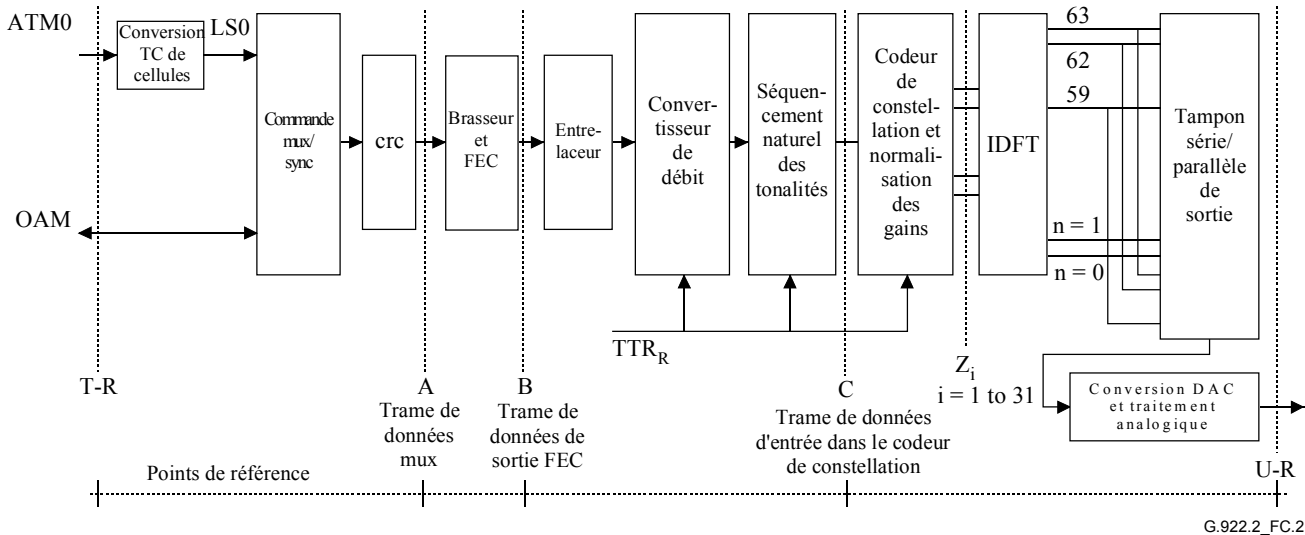 ATM0
Conversion
TC de
cellules
LS0
OAM
Commande
mux/
sync
crc
Brasseur
et
FEC
Entre-
laceur
Conver-
tisseur
de
débit
Séquen-
cement
naturel
des
tonalités
Codeur
de
constel-
lation et
normali-
sation
des
gains
IDFT
63
62
59
n = 1
n = 0
Tampon
série/
parallèle
de
sortie
TTR_R
T-R
A
Trame de
données
mux
B
Trame de
données de
sortie FEC
C
Trame de données
d'entrée dans le codeur
de constellation
Z_i
i = 1 to 31
Conversion DAC
et traitement
analogique
U-R
Points de référence
G.922.2_FC.2